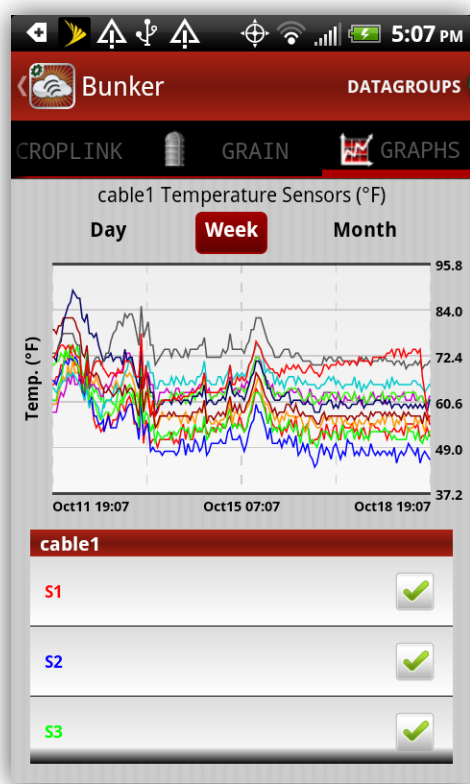 5:07 PM
Bunker DATAGROUPS
CROPLINK GRAIN GRAPHS
cable1 Temperature Sensors (°F)
Day Week Month
95.8
84.0
72.4
60.6
49.0
37.2
Temp. (°F)
Oct11 19:07 Oct15 07:07 Oct18 19:07
cable1
S1
S2
S3